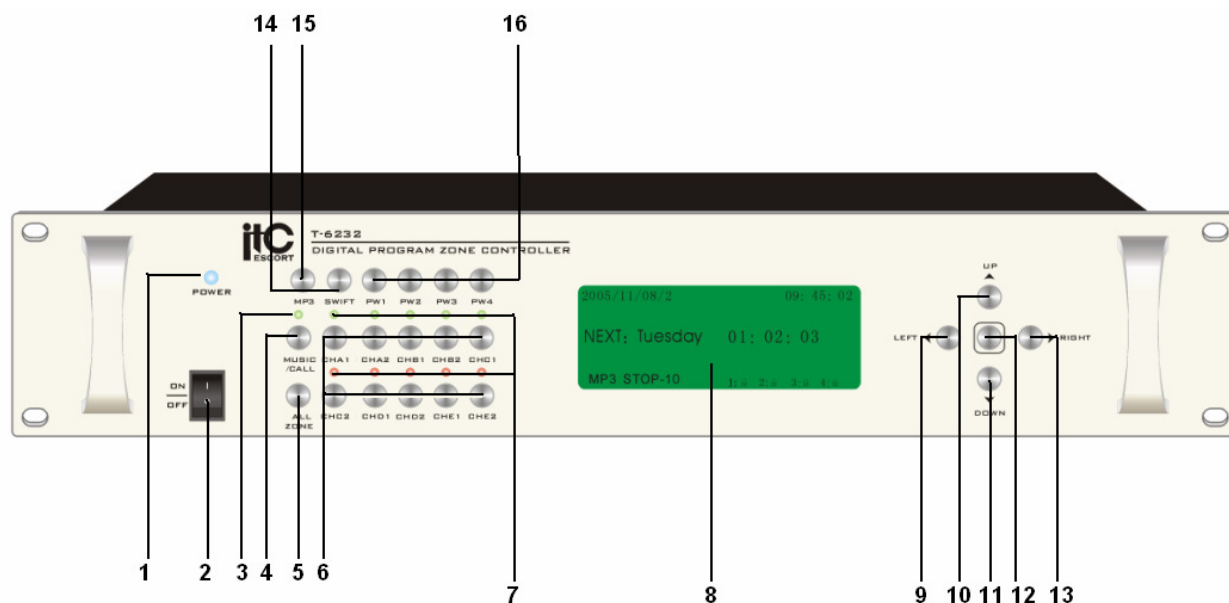 14 15 16
itC
ESCORT
T-6232
DIGITAL PROGRAM ZONE CONTROLLER
POWER
MP3 SWIFT PW1 PW2 PW3 PW4
MUSIC
/CALL
CHA1 CHA2 CHB1 CHB2 CHC1
ON
OFF
ALL
ZONE
CHC2 CHD1 CHD2 CHE1 CHE2
2005/11/08/2 09: 45: 02
NEXT: Tuesday 01: 02: 03
MP3 STOP-10
UP
LEFT
RIGHT
DOWN
1 2 3 4 5 6 7 8 9 10 11 12 13